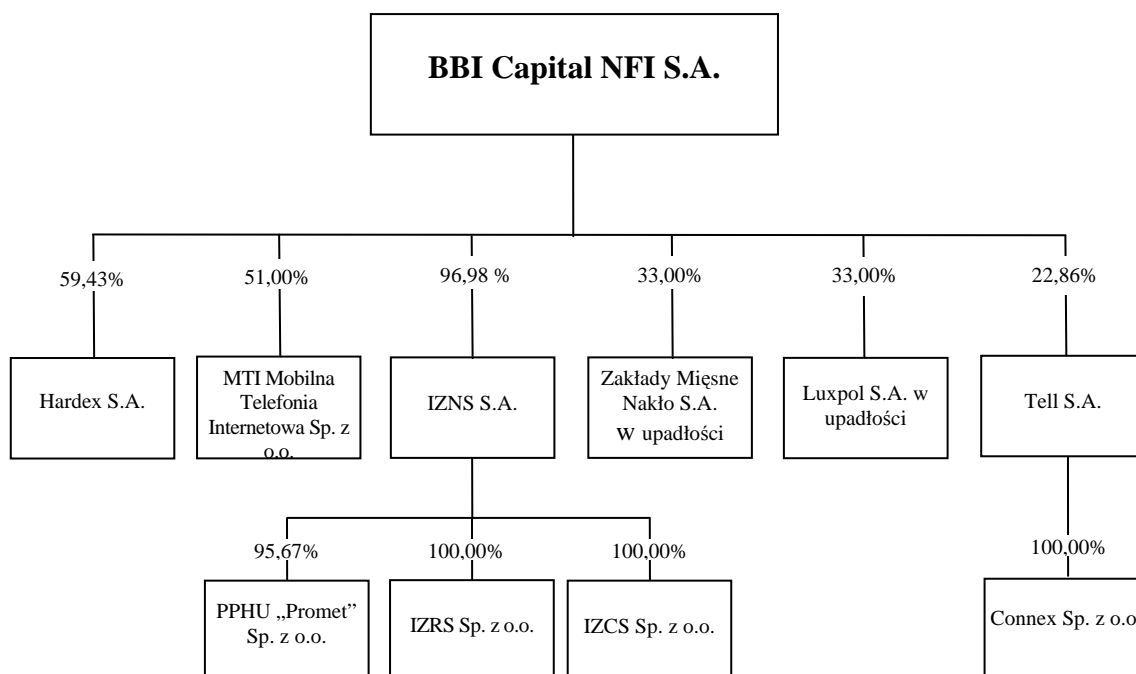 BBI Capital NFI S.A.
59,43%
51,00%
96,98 %
33,00%
33,00%
22,86%
Hardex S.A.
MTI Mobilna
Telefonia
Internetowa Sp. z
o.o.
IZNS S.A.
Zakłady Mięsne
Nakło S.A.
w upadłości
Luxpol S.A. w
upadłości
Tell S.A.
95,67%
100,00%
100,00%
100,00%
PPHU „Promet”
Sp. z o.o.
IZRS Sp. z o.o.
IZCS Sp. z o.o.
Connex Sp. z o.o